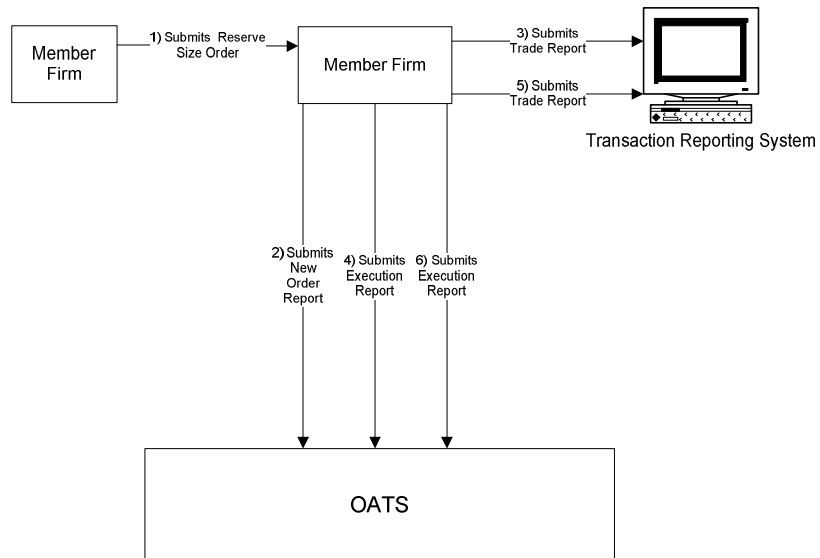 Member
Firm
1) Submits Reserve
Size Order
Member Firm
3) Submits
Trade Report
5) Submits
Trade Report
Transaction Reporting System
2) Submits
New
Order
Report
4) Submits
Execution
Report
6) Submits
Execution
Report
OATS